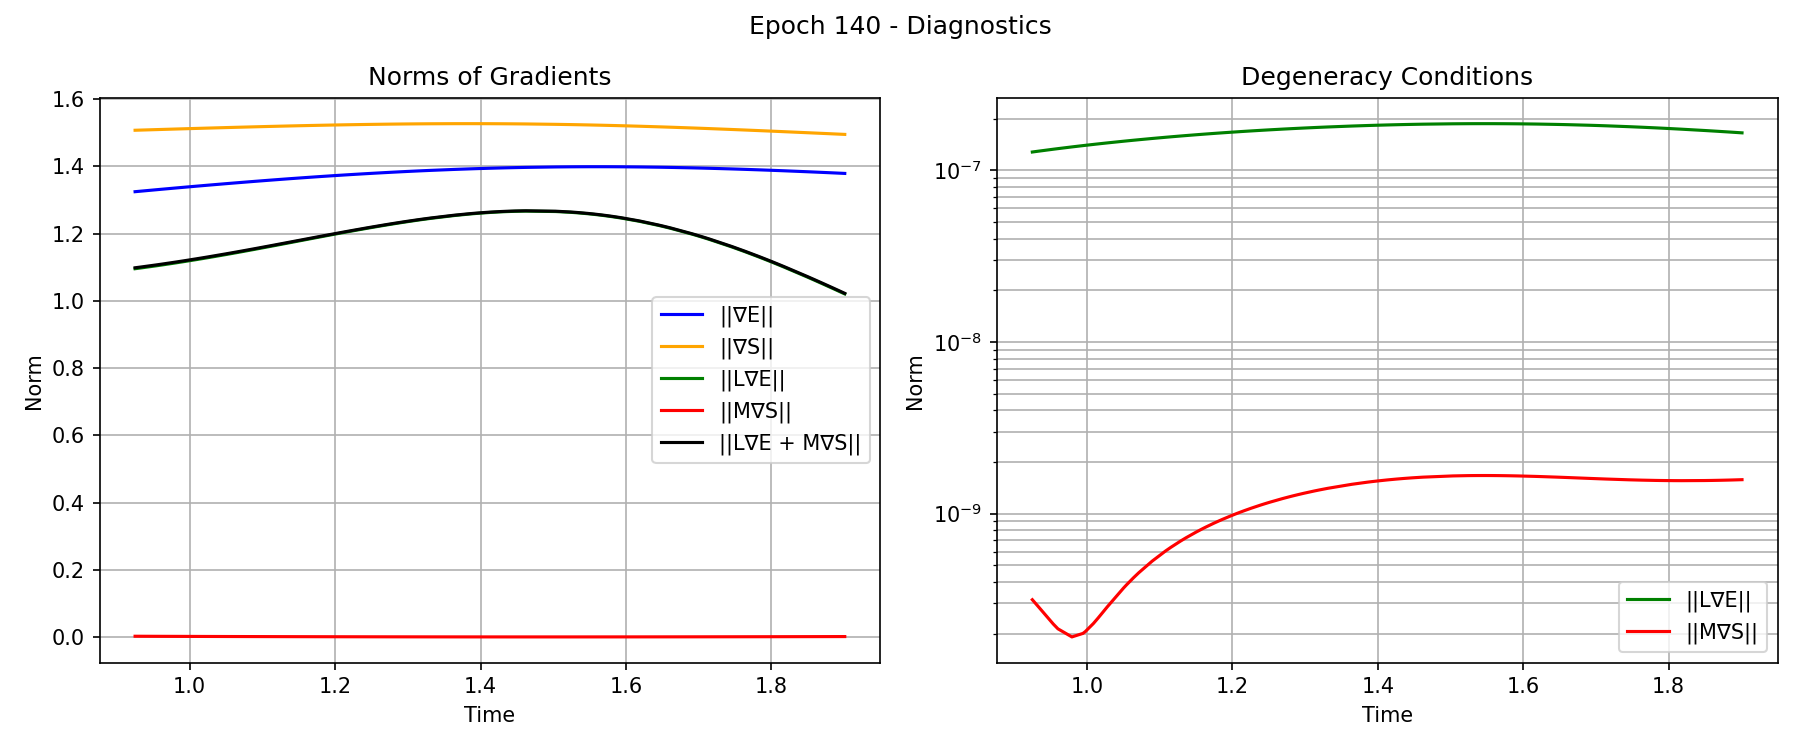 Epoch 140 - Diagnostics
Norms of Gradients
Norm
1.6
1.4
1.2
1.0
0.8
0.6
0.4
0.2
0.0
||∇E||
||∇S||
||L∇E||
||M∇S||
||L∇E + M∇S||
1.0 1.2 1.4 1.6 1.8
Time
Degeneracy Conditions
Norm
10⁻⁷
10⁻⁸
10⁻⁹
||L∇E||
||M∇S||
1.0 1.2 1.4 1.6 1.8
Time